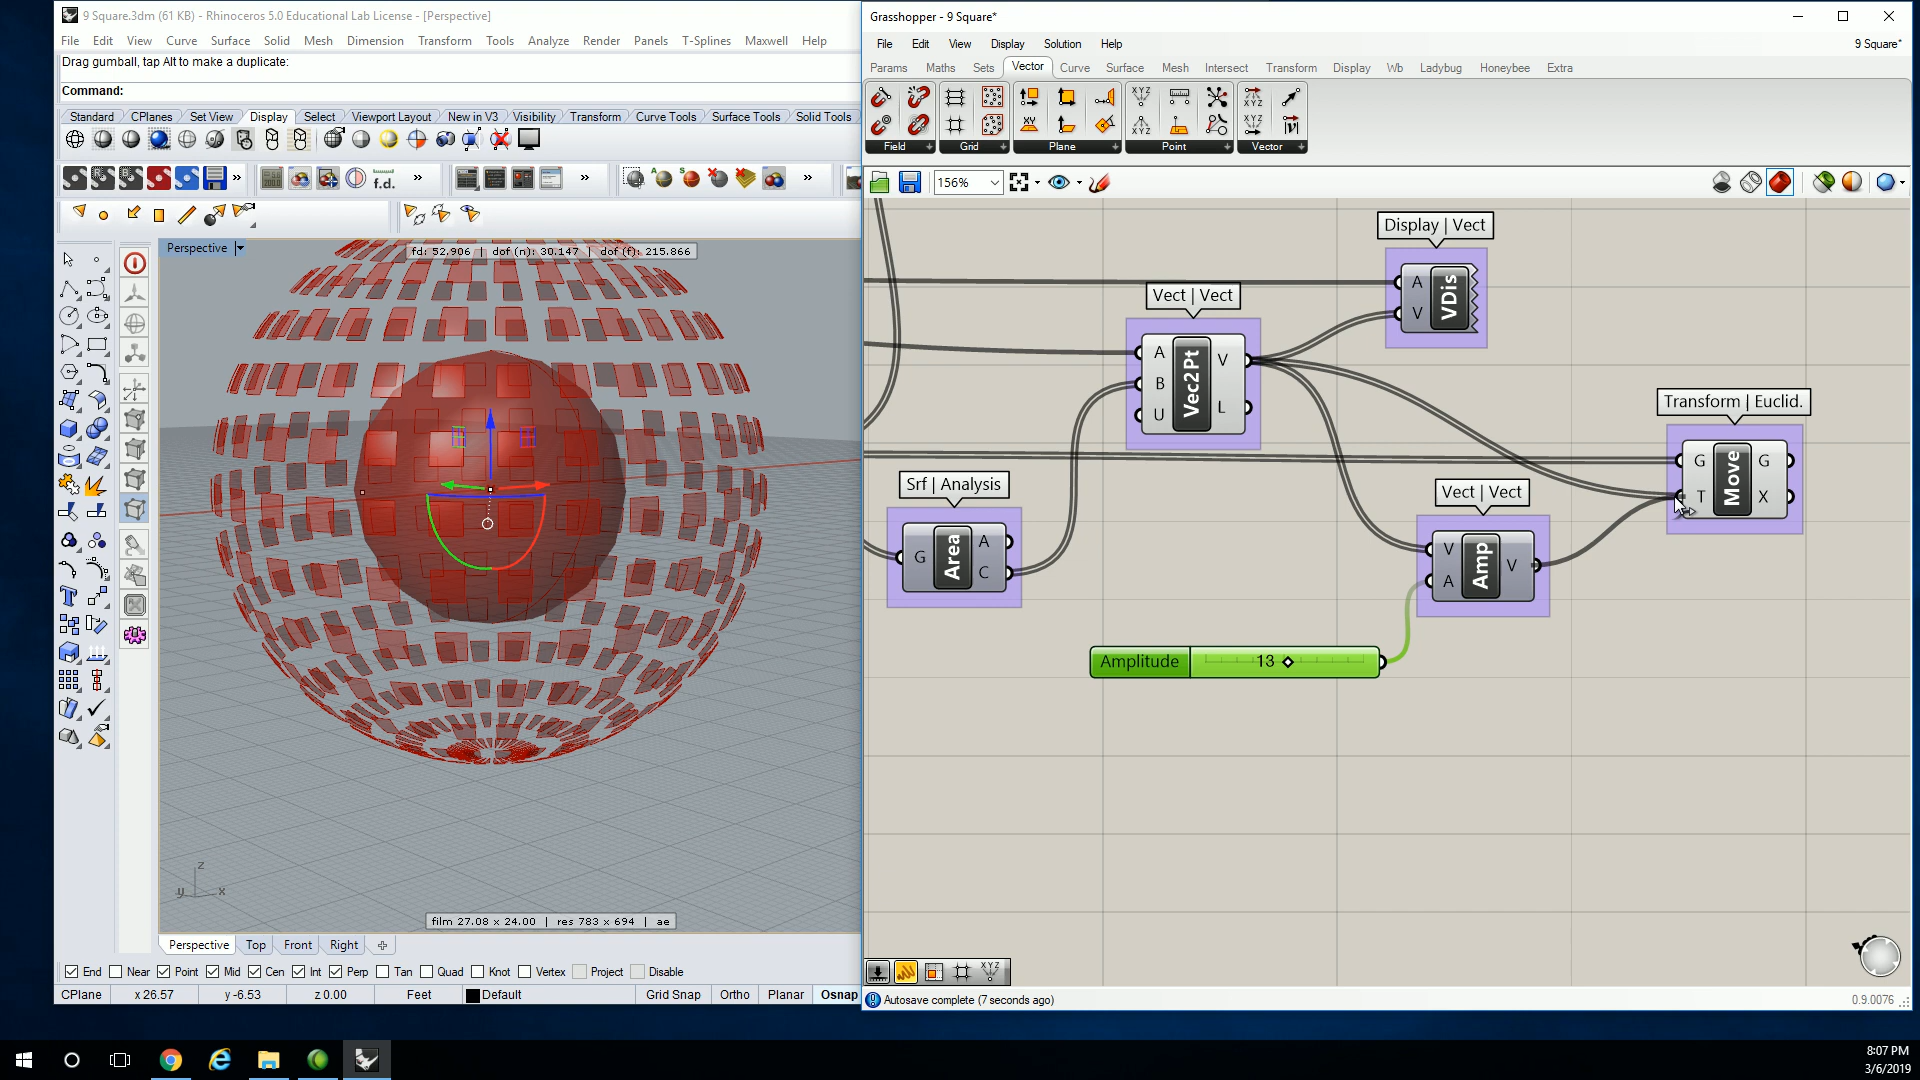 9 Square.3dm (61 KB) - Rhinoceros 5.0 Educational Lab License - [Perspective]
File Edit View Curve Surface Solid Mesh Dimension Transform Tools Analyze Render Panels T-Splines Maxwell Help
Drag gumball, tap Alt to make a duplicate:
Command:
Standard CPlanes Set View Display Select Viewport Layout New in V3 Visibility Transform Curve Tools Surface Tools Solid Tools
f.d.
Perspective
fd: 52.906 | dof (n): 30.147 | dof (f): 215.866
z
y
x
film 27.08 x 24.00 | res 783 x 694 | ae
Perspective Top Front Right
End Near Point Mid Cen Int Perp Tan Quad Knot Vertex Project Disable
CPlane x 26.57 y -6.53 z 0.00 Feet Default Grid Snap Ortho Planar Osnap
Grasshopper - 9 Square*
File Edit View Display Solution Help
9 Square*
Params Maths Sets Vector Curve Surface Mesh Intersect Transform Display Wb Ladybug Honeybee Extra
XY
XYZ
XYZ
XYZ
XYZ
Field Grid Plane Point Vector
156%
Display | Vect
A
V
VDis
Vect | Vect
A
B
U
Vec2Pt
V
L
Transform | Euclid.
G
T
Move
G
X
Srf | Analysis
G
Area
A
C
Vect | Vect
V
A
Amp
V
Amplitude 13
XYZ
Autosave complete (7 seconds ago)
0.9.0076
8:07 PM
3/6/2019